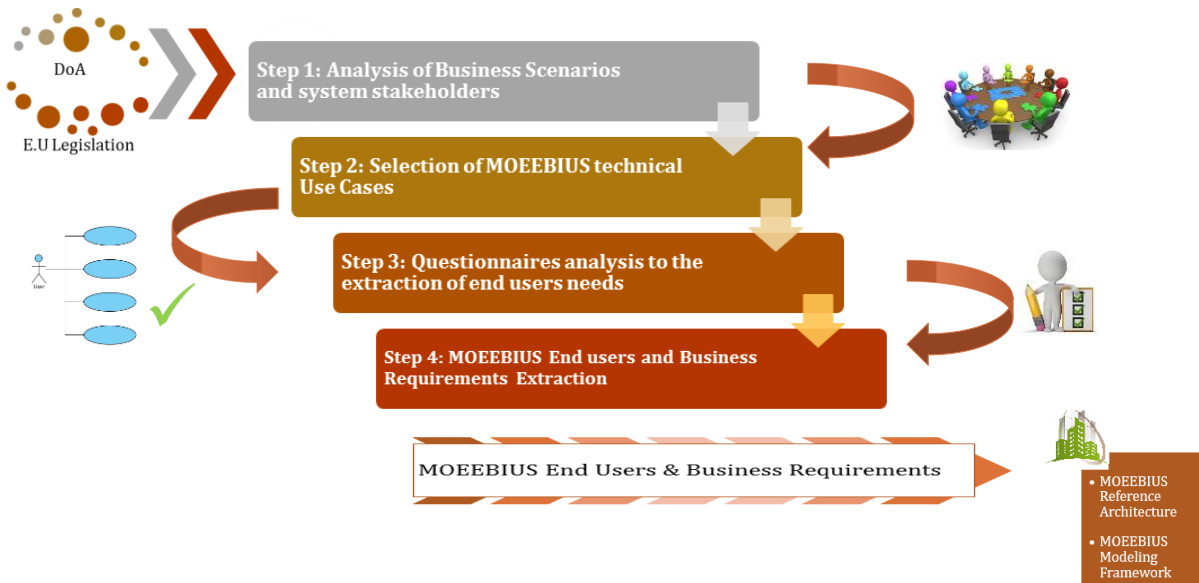 DoA
E.U Legislation
Step 1: Analysis of Business Scenarios
and system stakeholders
Step 2: Selection of MOEEBIUS technical
Use Cases
User
Step 3: Questionnaires analysis to the
extraction of end users needs
Step 4: MOEEBIUS End users and Business
Requirements Extraction
MOEEBIUS End Users & Business Requirements
• MOEEBIUS
Reference
Architecture
• MOEEBIUS
Modeling
Framework